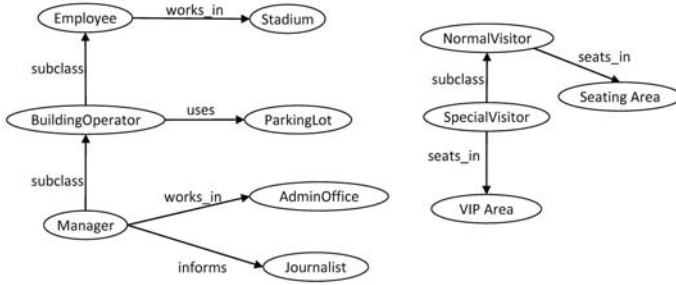 Employee
works_in
Stadium
subclass
BuildingOperator
uses
ParkingLot
subclass
works_in
AdminOffice
Manager
informs
Journalist
NormalVisitor
seats_in
subclass
Seating Area
SpecialVisitor
seats_in
VIP Area